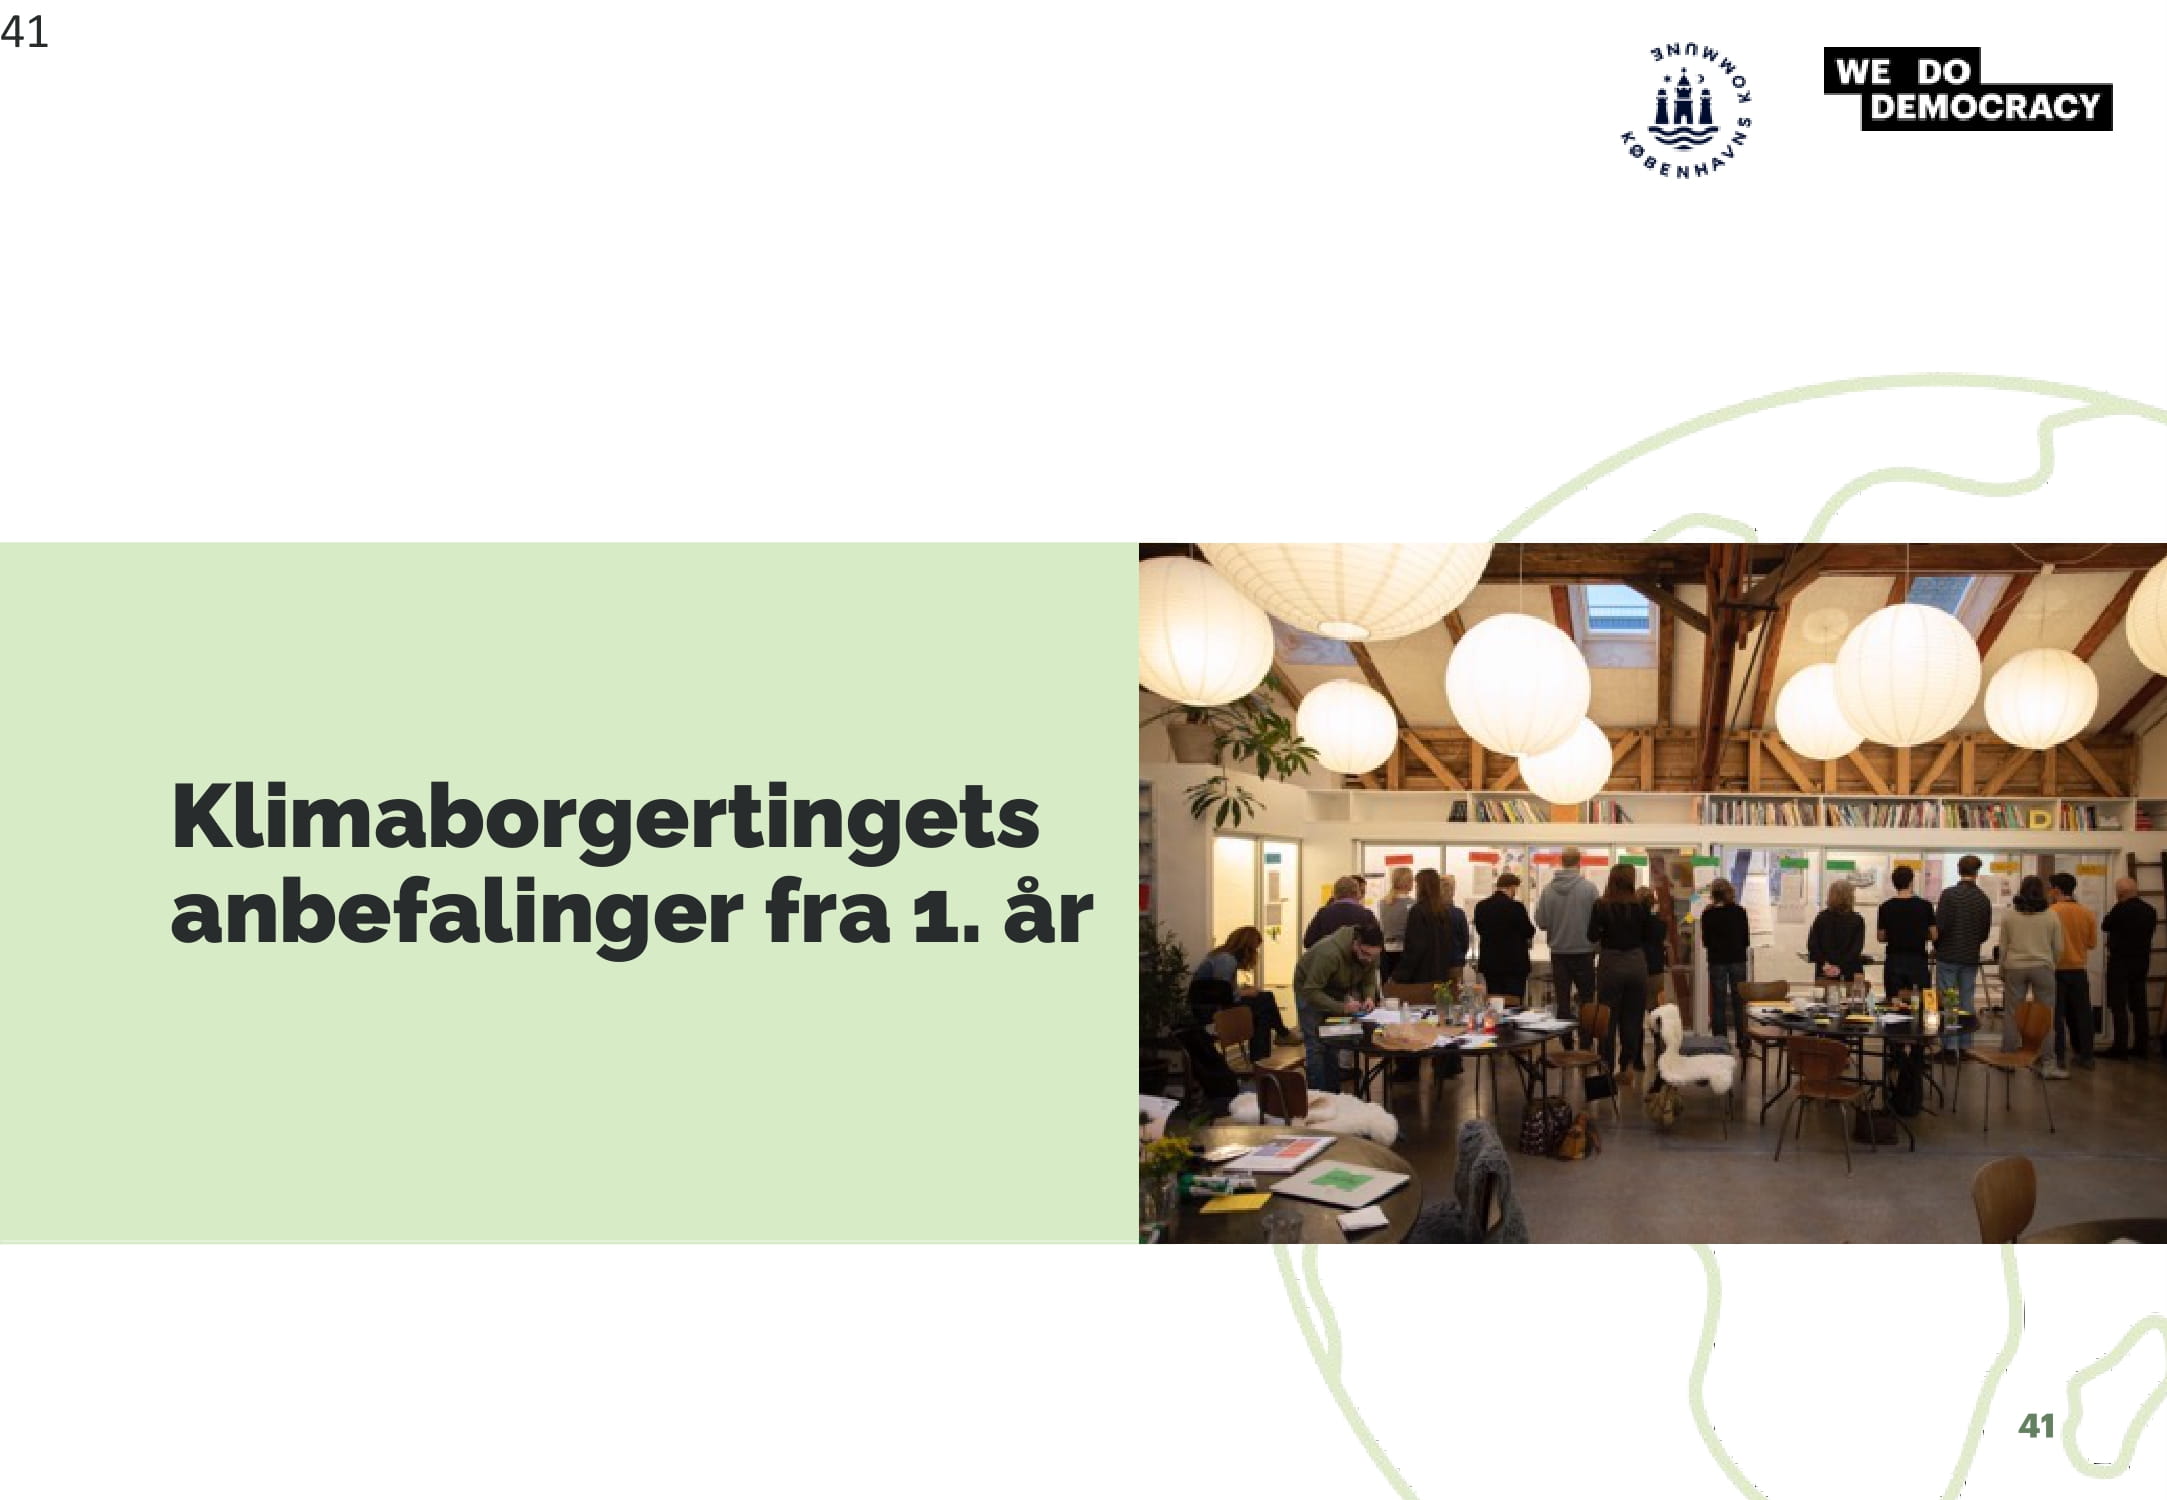 41
KØBENHAVNS KOMMUNE
WE DO
DEMOCRACY
Klimaborgertingets
anbefalinger fra 1. år
41